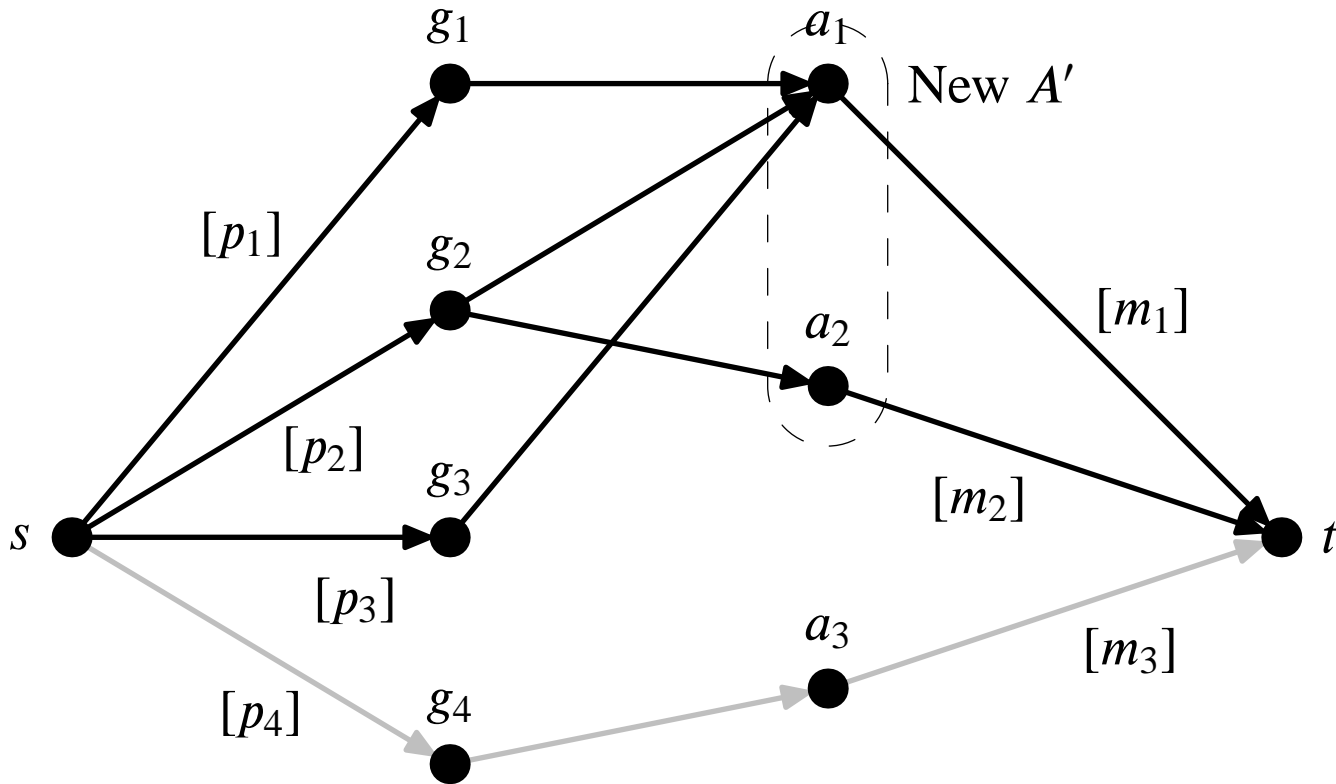 g₁
a₁
New A′
[p₁]
g₂
[m₁]
a₂
[p₂]
g₃
[m₂]
s
t
[p₃]
a₃
[m₃]
[p₄]
g₄